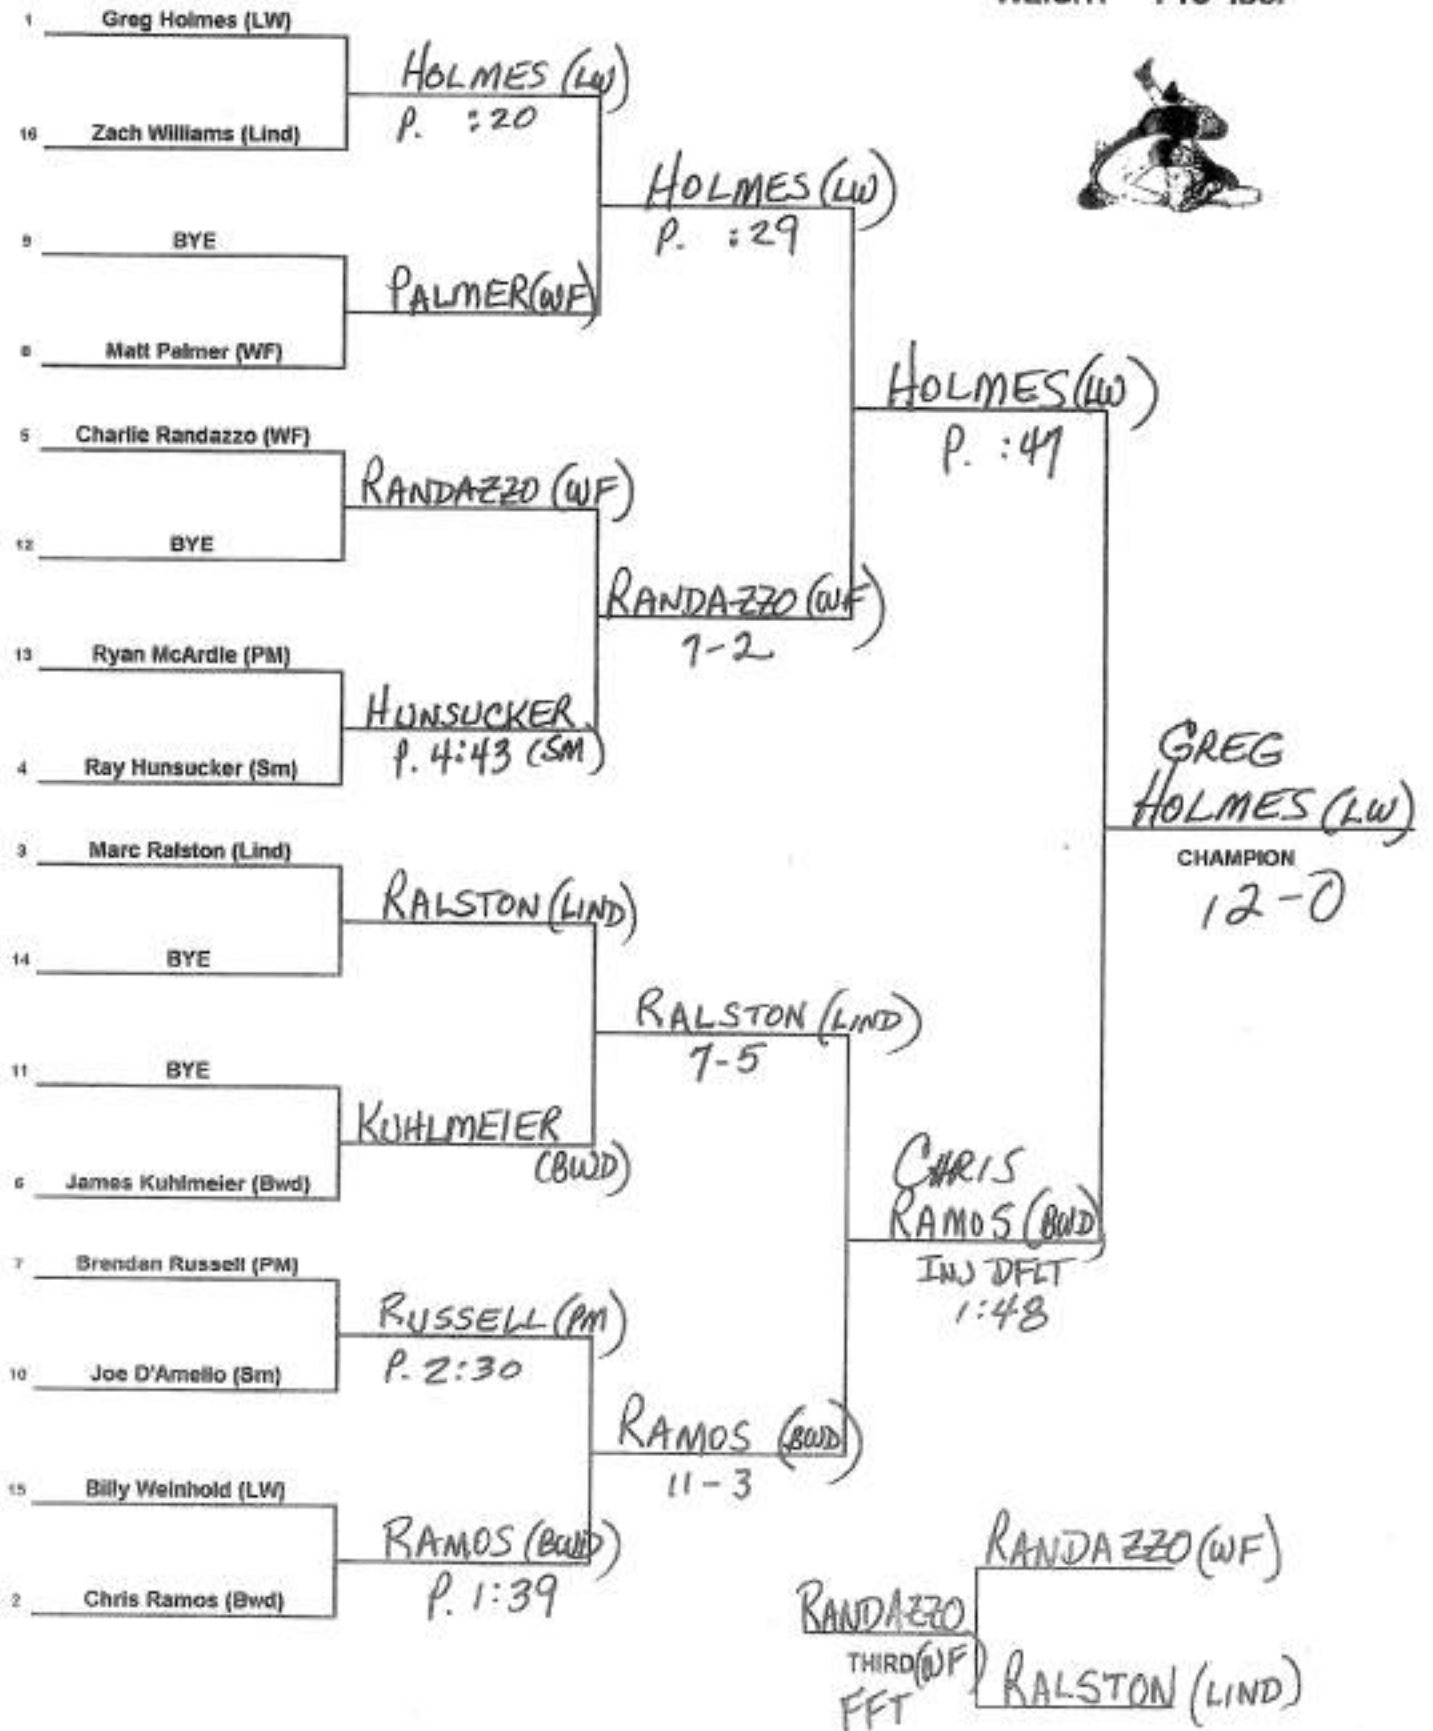 1 Greg Holmes (LW)
HOLMES (LW)
P. :20
16 Zach Williams (Lind)
HOLMES (LW)
P. :29
9 BYE
PALMER (WF)
8 Matt Palmer (WF)
HOLMES (LW)
P. :47
5 Charlie Randazzo (WF)
RANDAZZO (WF)
12 BYE
RANDAZZO (WF)
7-2
13 Ryan McArdle (PM)
HUNSUCKER
P. 4:43 (SM)
4 Ray Hunsucker (Sm)
GREG
HOLMES (LW)
CHAMPION
12-0
3 Marc Ralston (Lind)
RALSTON (LIND)
14 BYE
RALSTON (LIND)
7-5
11 BYE
KUHLMEIER
(BWD)
6 James Kuhlmeier (Bwd)
CHRIS
RAMOS (BWD)
INJ DFLT
1:48
7 Brendan Russell (PM)
RUSSELL (PM)
P. 2:30
10 Joe D'Amelio (Sm)
RAMOS (BWD)
11-3
15 Billy Weinhold (LW)
RAMOS (BWD)
P. 1:39
2 Chris Ramos (Bwd)
RANDAZZO (WF)
RANDAZZO
THIRD (WF)
FFT
RALSTON (LIND)